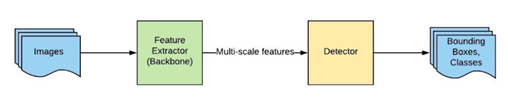 Images
Feature
Extractor
(Backbone)
Multi-scale features
Detector
Bounding
Boxes,
Classes